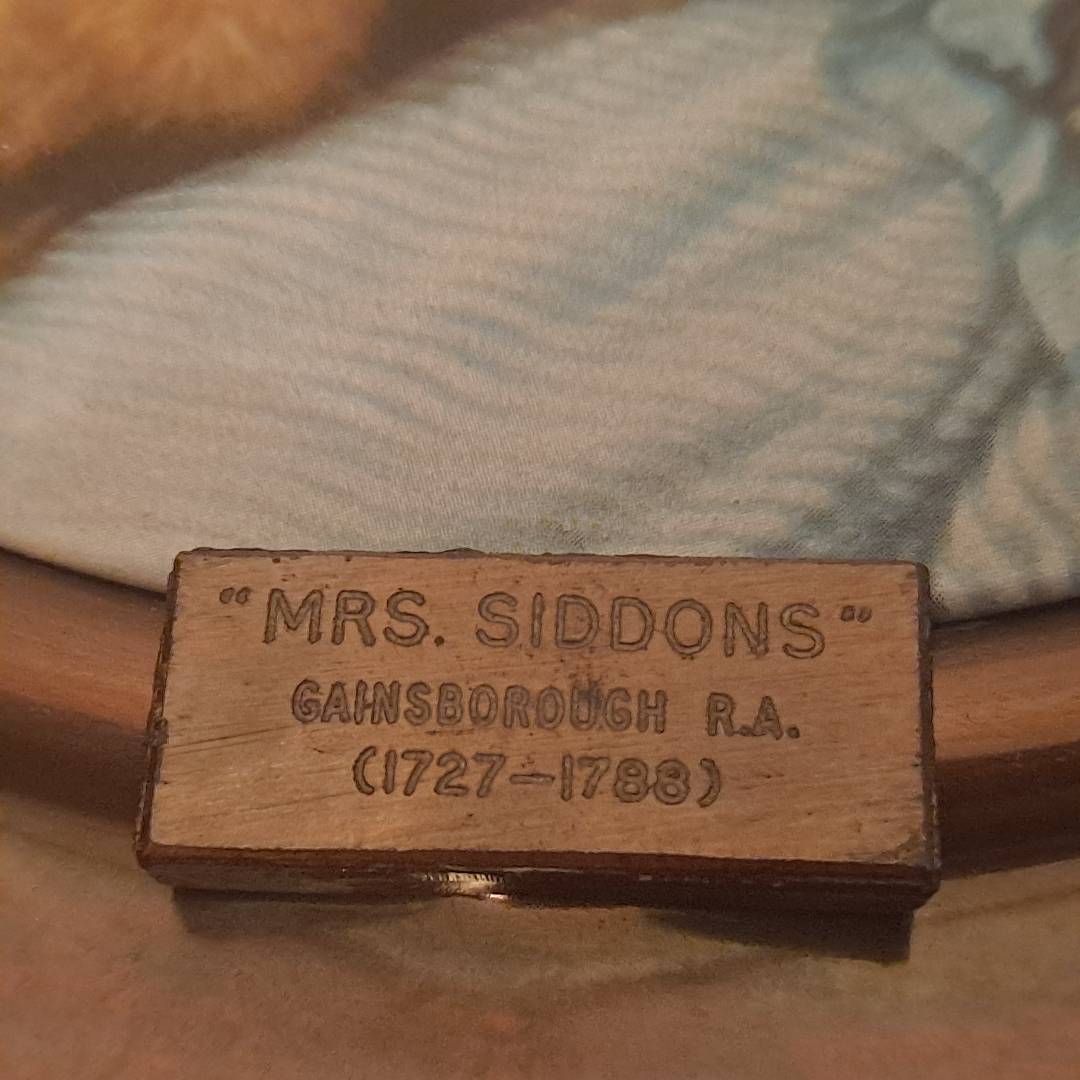 “MRS. SIDDONS”
GAINSBOROUGH R.A.
(1727–1788)